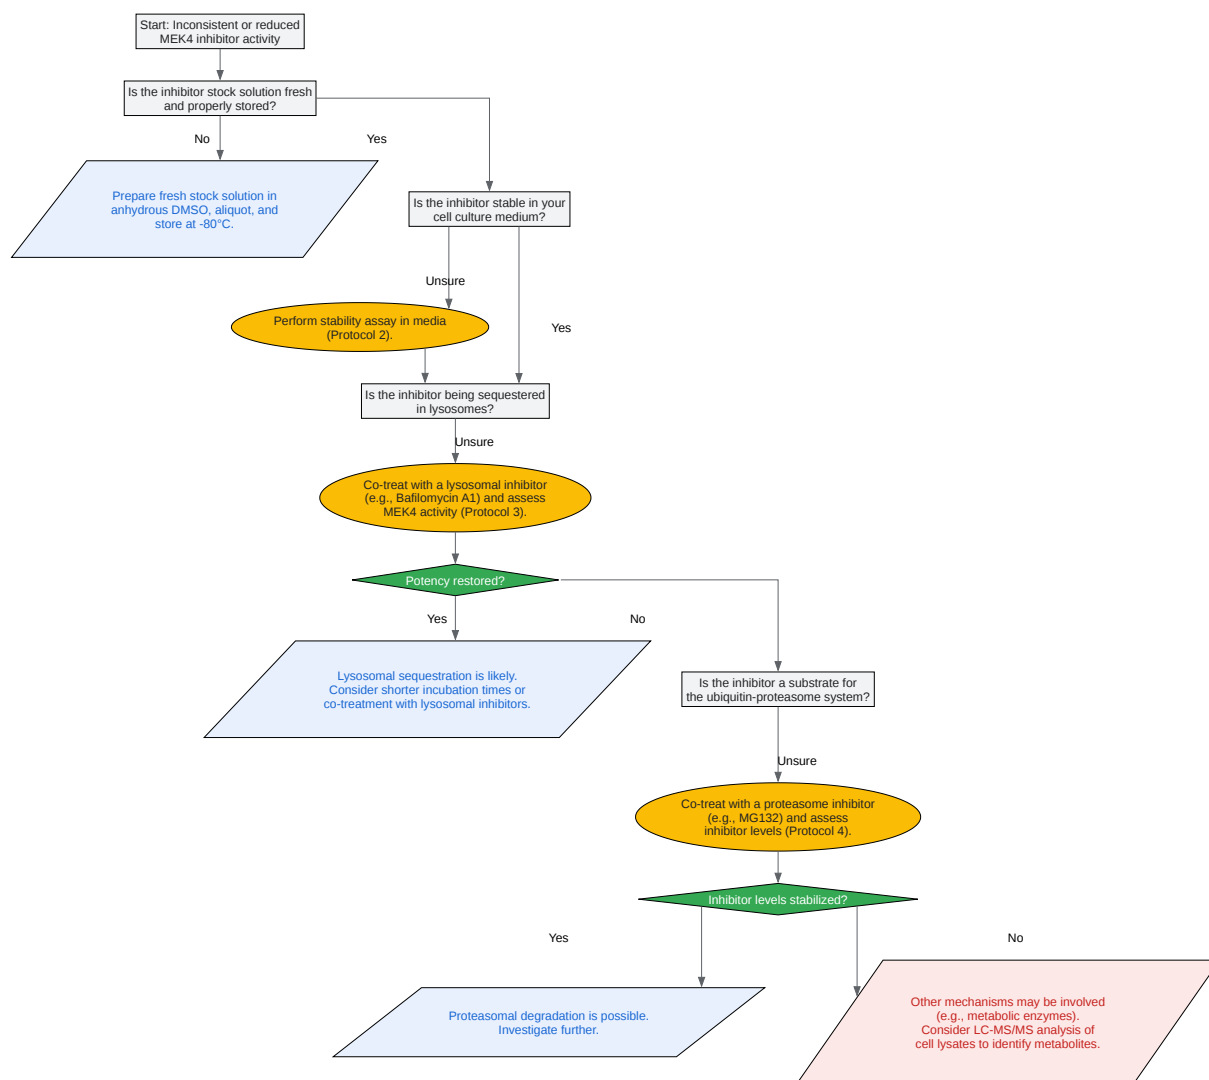 Start: Inconsistent or reduced
MEK4 inhibitor activity
Is the inhibitor stock solution fresh
and properly stored?
No
Yes
Prepare fresh stock solution in
anhydrous DMSO, aliquot, and
store at -80°C.
Is the inhibitor stable in your
cell culture medium?
Unsure
Perform stability assay in media
(Protocol 2).
Yes
Is the inhibitor being sequestered
in lysosomes?
Unsure
Co-treat with a lysosomal inhibitor
(e.g., Bafilomycin A1) and assess
MEK4 activity (Protocol 3).
Potency restored?
Yes
No
Lysosomal sequestration is likely.
Consider shorter incubation times or
co-treatment with lysosomal inhibitors.
Is the inhibitor a substrate for
the ubiquitin-proteasome system?
Unsure
Co-treat with a proteasome inhibitor
(e.g., MG132) and assess
inhibitor levels (Protocol 4).
Inhibitor levels stabilized?
Yes
No
Proteasomal degradation is possible.
Investigate further.
Other mechanisms may be involved
(e.g., metabolic enzymes).
Consider LC-MS/MS analysis of
cell lysates to identify metabolites.